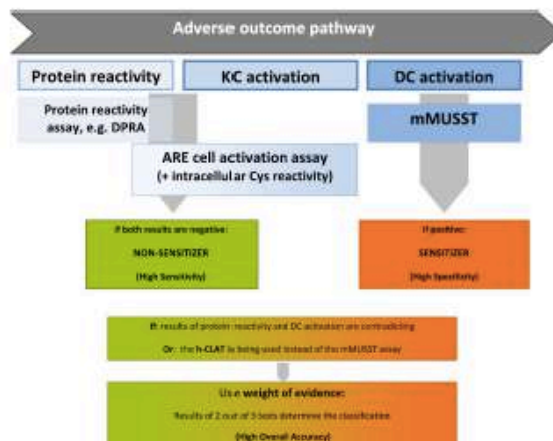 Adverse outcome pathway
Protein reactivity
KC activation
DC activation
Protein reactivity
assay, e.g. DPRA
mMUSST
ARE cell activation assay
(+ intracellular Cys reactivity)
If both results are negative:
NON-SENSITIZER
(High Sensitivity)
If positive:
SENSITIZER
(High Specificity)
If: results of protein reactivity and DC activation are contradicting
Or: the h-CLAT is being used instead of the mMUSST assay
Use weight of evidence:
Results of 2 out of 3 tests determine the classification
(High Overall Accuracy)